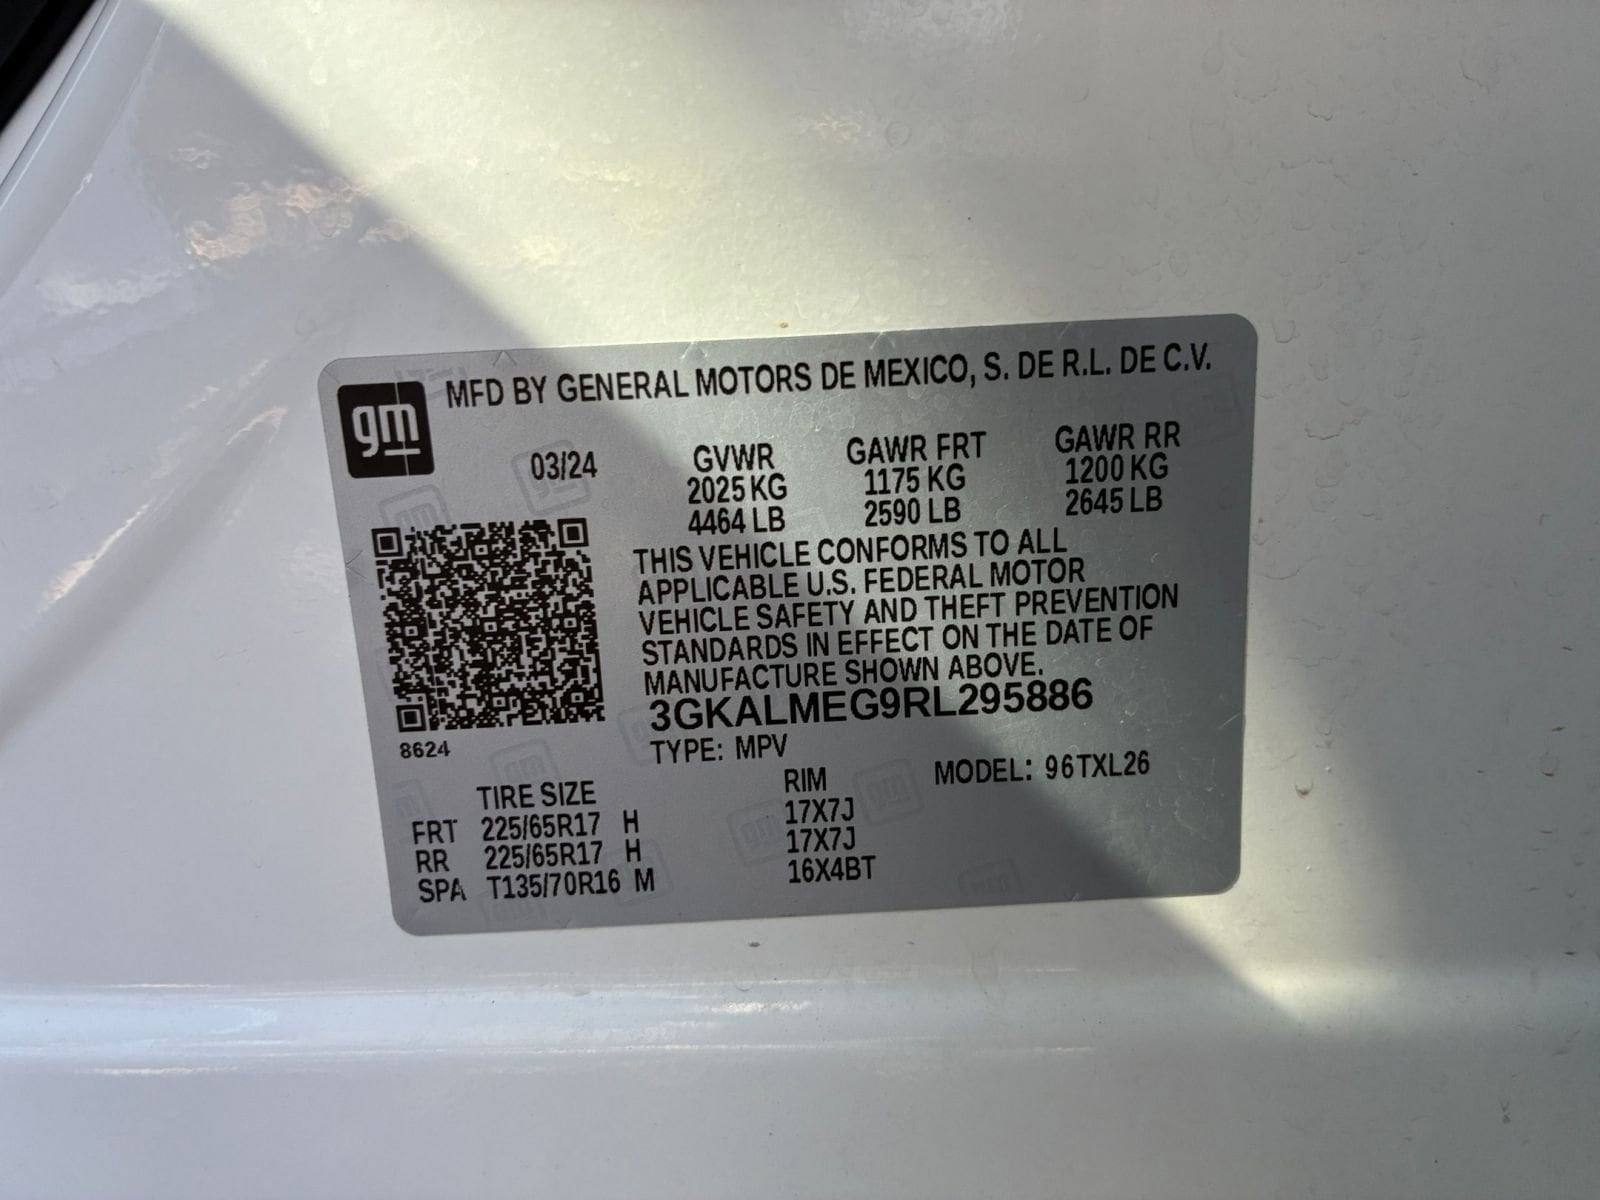 gm
MFD BY GENERAL MOTORS DE MEXICO, S. DE R.L. DE C.V.
03/24 GVWR GAWR FRT GAWR RR
2025 KG 1175 KG 1200 KG
4464 LB 2590 LB 2645 LB
THIS VEHICLE CONFORMS TO ALL
APPLICABLE U.S. FEDERAL MOTOR
VEHICLE SAFETY AND THEFT PREVENTION
STANDARDS IN EFFECT ON THE DATE OF
MANUFACTURE SHOWN ABOVE.
3GKALMEG9RL295886
8624
TYPE: MPV
MODEL: 96TXL26
TIRE SIZE RIM
FRT 225/65R17 H 17X7J
RR 225/65R17 H 17X7J
SPA T135/70R16 M 16X4BT